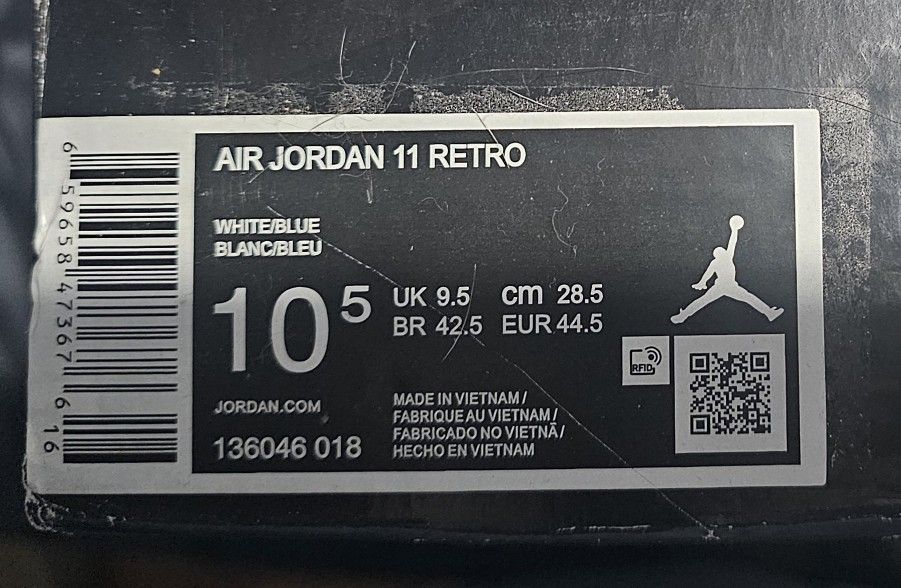 AIR JORDAN 11 RETRO
WHITE/BLUE
BLANC/BLEU
10 5
UK 9.5 cm 28.5
BR 42.5 EUR 44.5
JORDAN.COM
136046 018
MADE IN VIETNAM /
FABRIQUE AU VIETNAM /
FABRICADO NO VIETNÃ /
HECHO EN VIETNAM
RFID
6 59658 47367 6 16